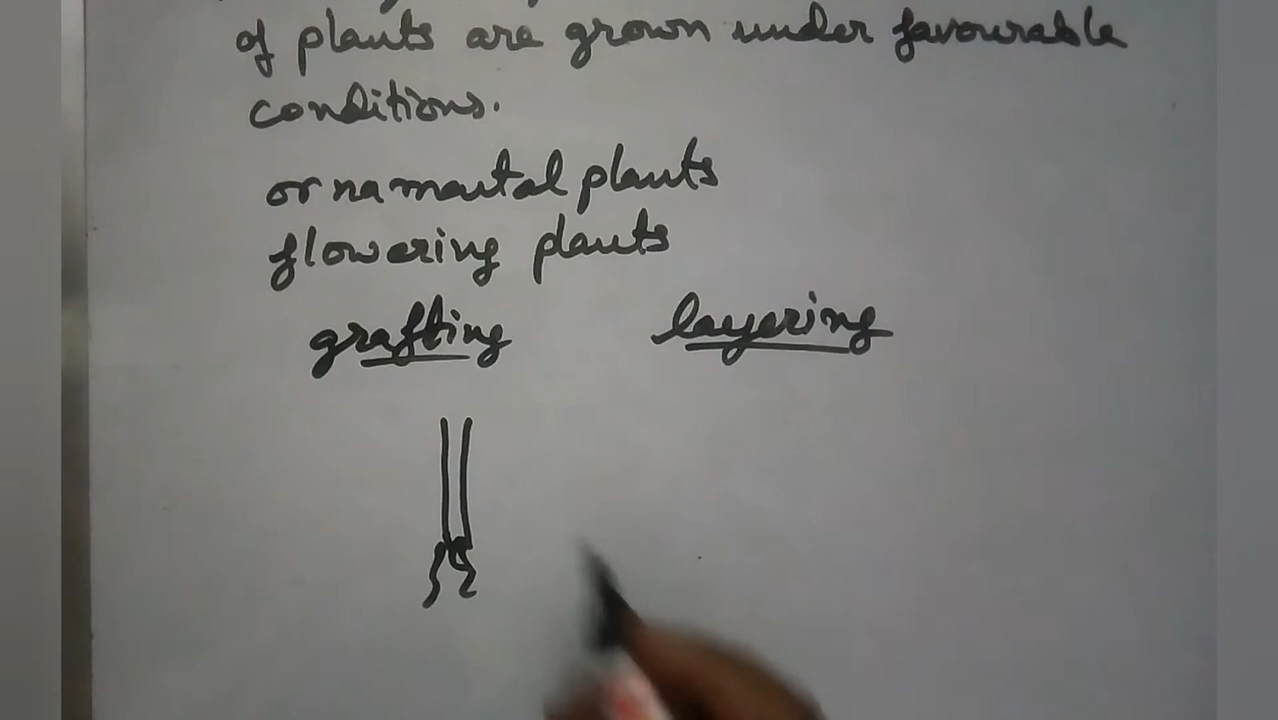 of plants are grown under favourable
conditions.
ornamental plants
flowering plants
grafting layering